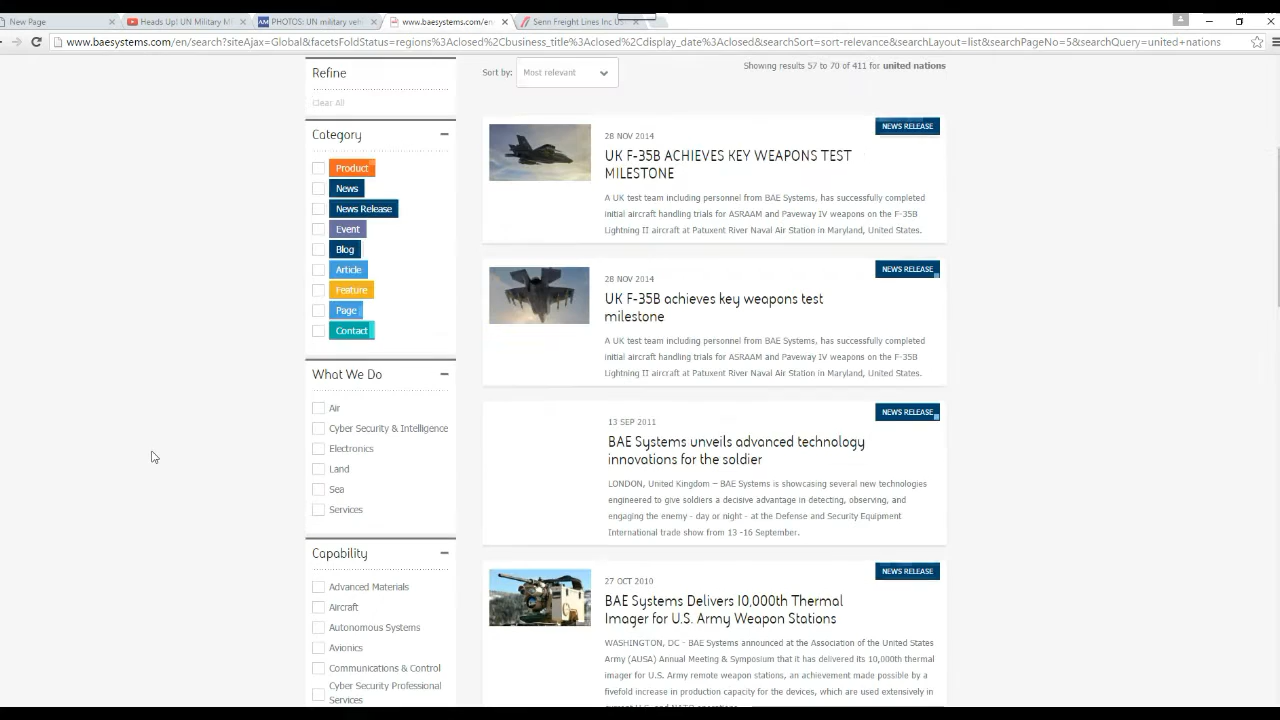 New Page
Heads Up! UN Military M
PHOTOS: UN military veh
www.baesystems.com/en
Senn Freight Lines Inc US
www.baesystems.com/en/search?siteAjax=Global&facetsFoldStatus=regions%3Aclosed%2Cbusiness_title%3Aclosed%2Cdisplay_date%3Aclosed&searchSort=sort-relevance&searchLayout=list&searchPageNo=5&searchQuery=united+nations
Refine
Clear All
Category
Product
News
News Release
Event
Blog
Article
Feature
Page
Contact
What We Do
Air
Cyber Security & Intelligence
Electronics
Land
Sea
Services
Capability
Advanced Materials
Aircraft
Autonomous Systems
Avionics
Communications & Control
Cyber Security Professional
Services
Sort by:
Most relevant
Showing results 57 to 70 of 411 for united nations
28 NOV 2014
NEWS RELEASE
UK F-35B ACHIEVES KEY WEAPONS TEST
MILESTONE
A UK test team including personnel from BAE Systems, has successfully completed
initial aircraft handling trials for ASRAAM and Paveway IV weapons on the F-35B
Lightning II aircraft at Patuxent River Naval Air Station in Maryland, United States.
28 NOV 2014
NEWS RELEASE
UK F-35B achieves key weapons test
milestone
A UK test team including personnel from BAE Systems, has successfully completed
initial aircraft handling trials for ASRAAM and Paveway IV weapons on the F-35B
Lightning II aircraft at Patuxent River Naval Air Station in Maryland, United States.
13 SEP 2011
NEWS RELEASE
BAE Systems unveils advanced technology
innovations for the soldier
LONDON, United Kingdom – BAE Systems is showcasing several new technologies
engineered to give soldiers a decisive advantage in detecting, observing, and
engaging the enemy - day or night - at the Defense and Security Equipment
International trade show from 13 -16 September.
27 OCT 2010
NEWS RELEASE
BAE Systems Delivers 10,000th Thermal
Imager for U.S. Army Weapon Stations
WASHINGTON, DC - BAE Systems announced at the Association of the United States
Army (AUSA) Annual Meeting & Symposium that it has delivered its 10,000th thermal
imager for U.S. Army remote weapon stations, an achievement made possible by a
fivefold increase in production capacity for the devices, which are used extensively in
current U.S. and NATO operations.